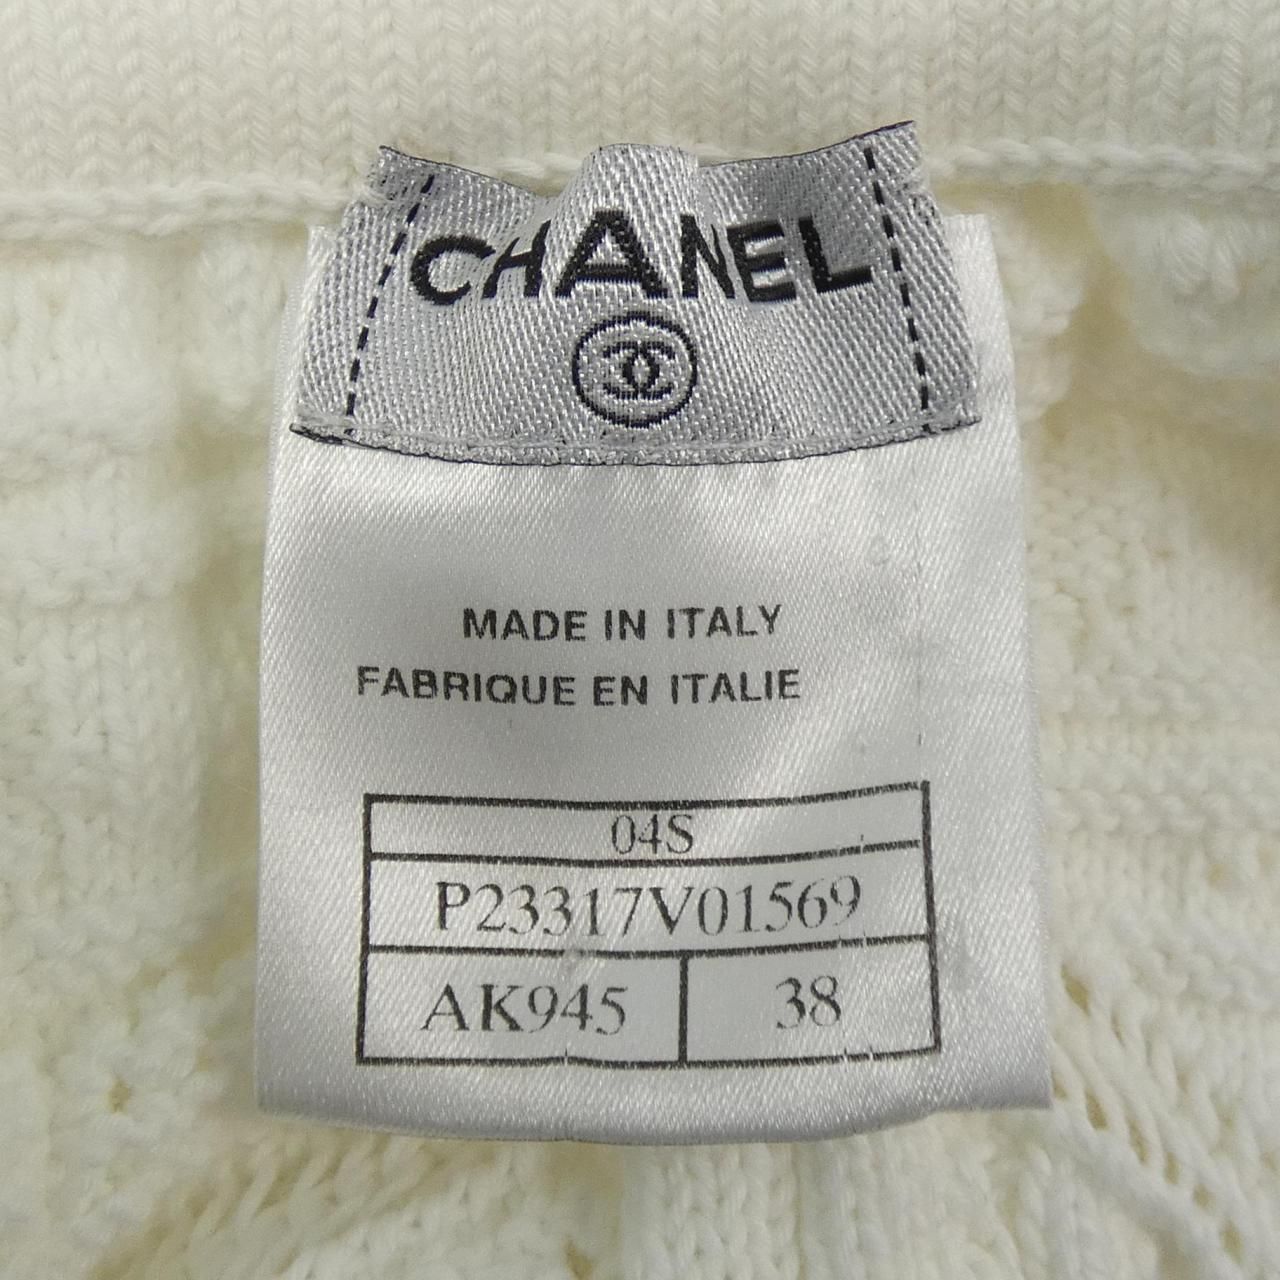 CHANEL
MADE IN ITALY
FABRIQUE EN ITALIE
04S
P23317V01569
AK945 38